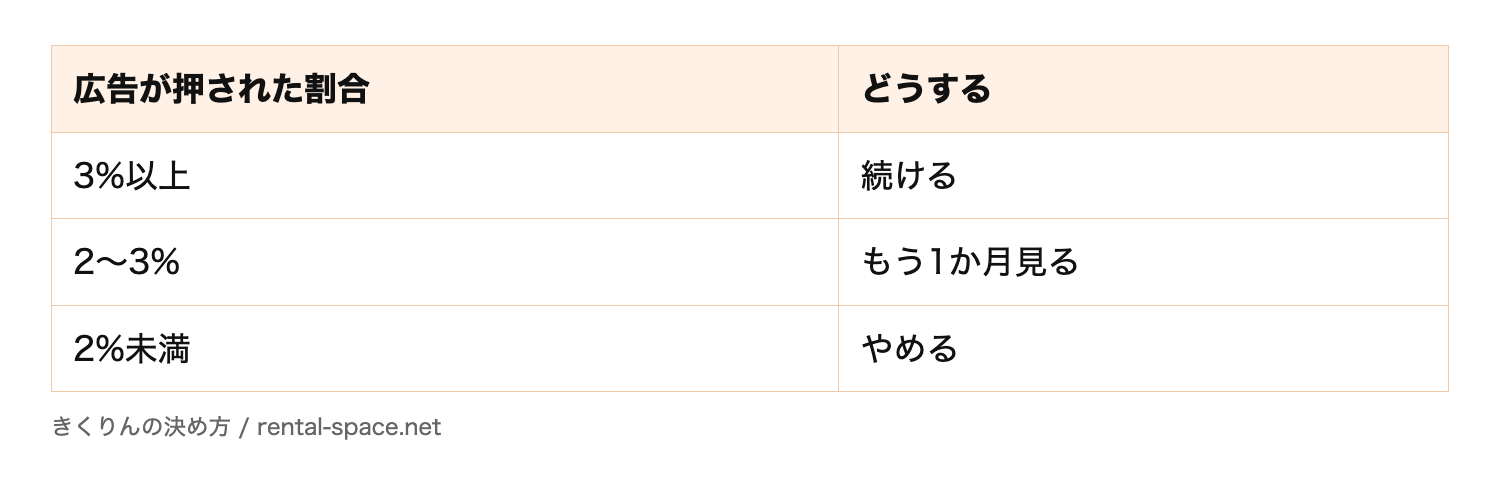 広告が押された割合 どうする
3%以上 続ける
2〜3% もう1か月見る
2%未満 やめる
きくりんの決め方 / rental-space.net